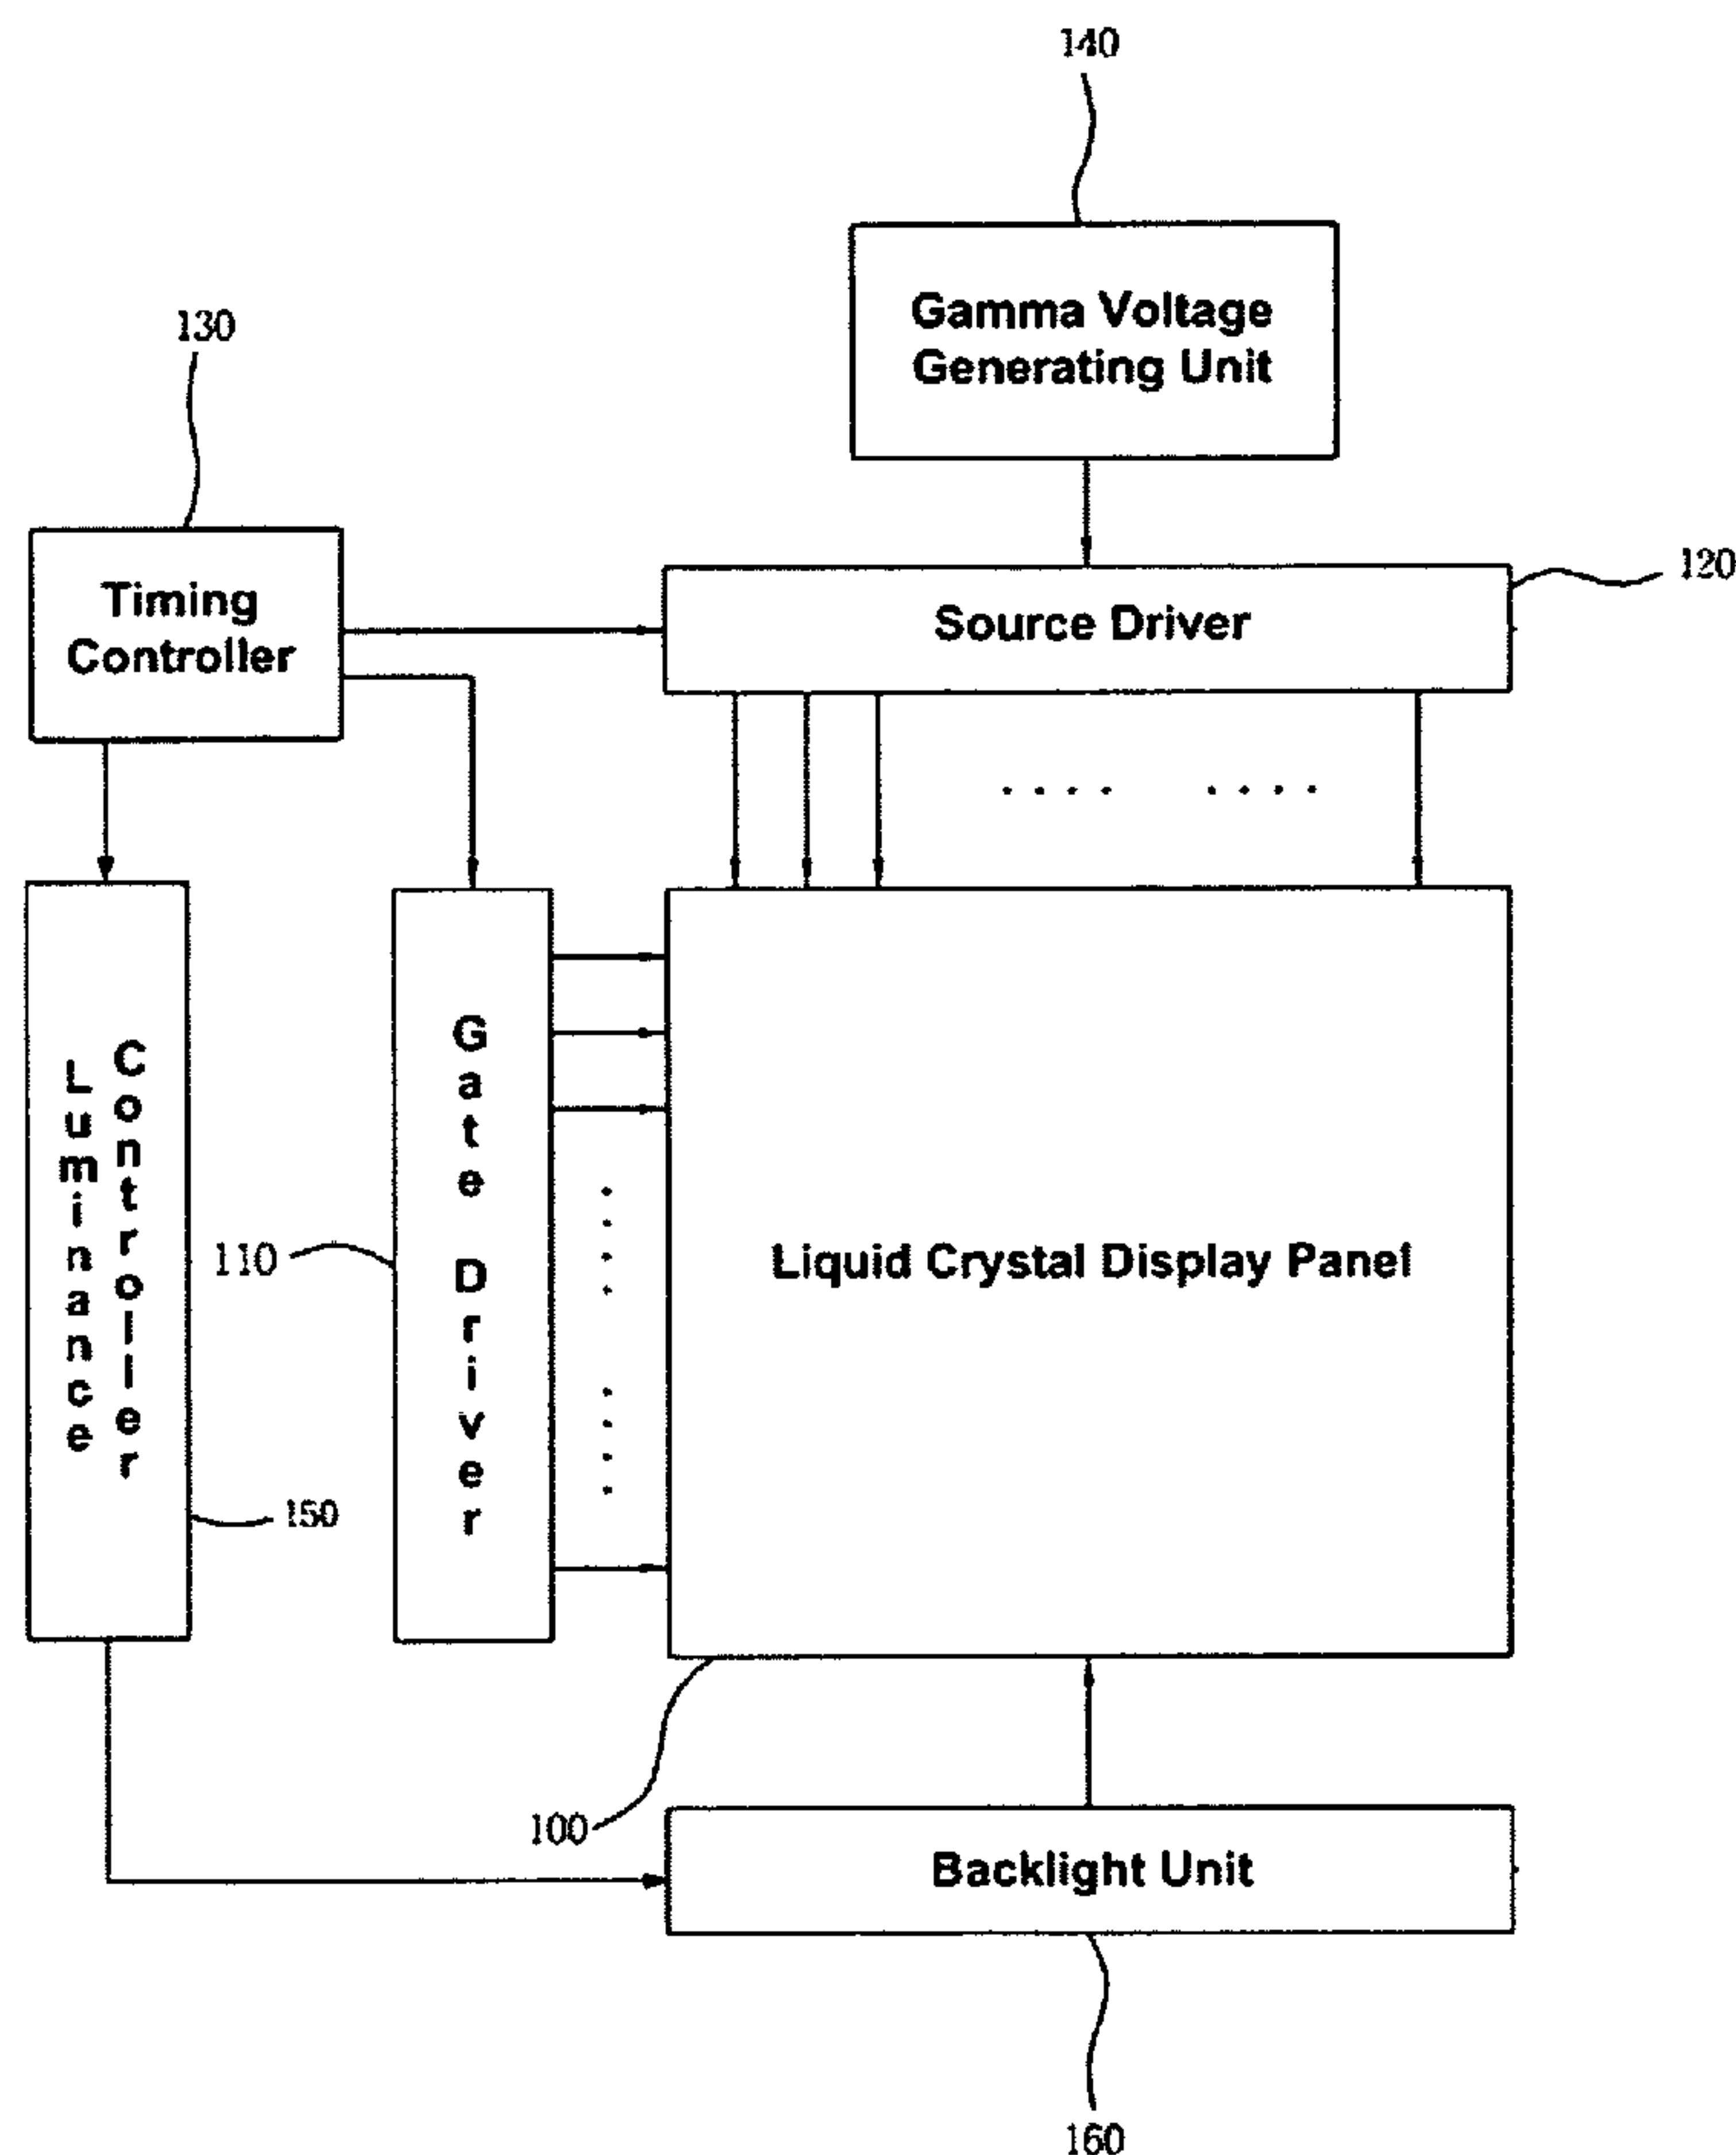 140
Gamma Voltage
Generating Unit
130
120
Timing
Controller
Source Driver
Luminance
Controller
Gate Driver
110
Liquid Crystal Display Panel
150
100
Backlight Unit
160